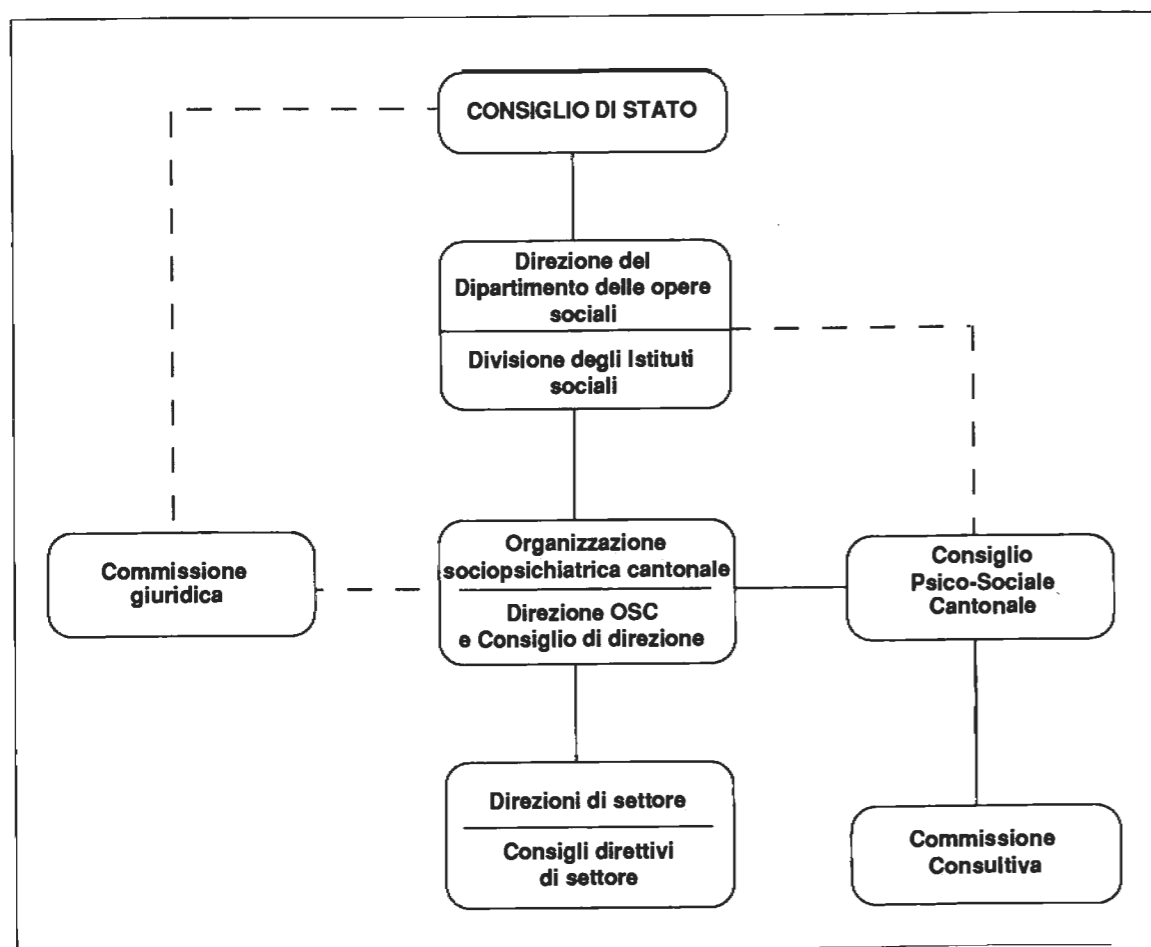 CONSIGLIO DI STATO
Direzione del
Dipartimento delle opere
sociali
Divisione degli Istituti
sociali
Commissione
giuridica
Organizzazione
sociopsichiatrica cantonale
Direzione OSC
e Consiglio di direzione
Consiglio
Psico-Sociale
Cantonale
Direzioni di settore
Consigli direttivi
di settore
Commissione
Consultiva